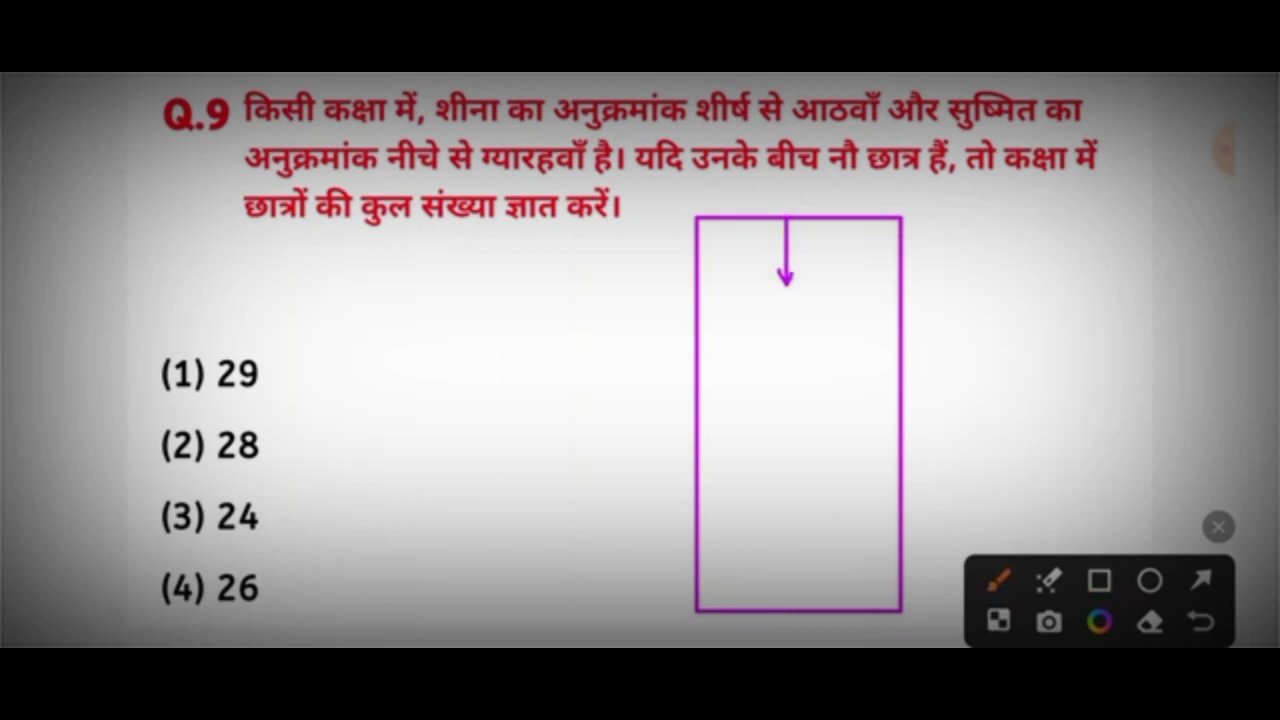 Q.9 किसी कक्षा में, शीना का अनुक्रमांक शीर्ष से आठवाँ और सुष्मित का
अनुक्रमांक नीचे से ग्यारहवाँ है। यदि उनके बीच नौ छात्र हैं, तो कक्षा में
छात्रों की कुल संख्या ज्ञात करें।
(1) 29
(2) 28
(3) 24
(4) 26